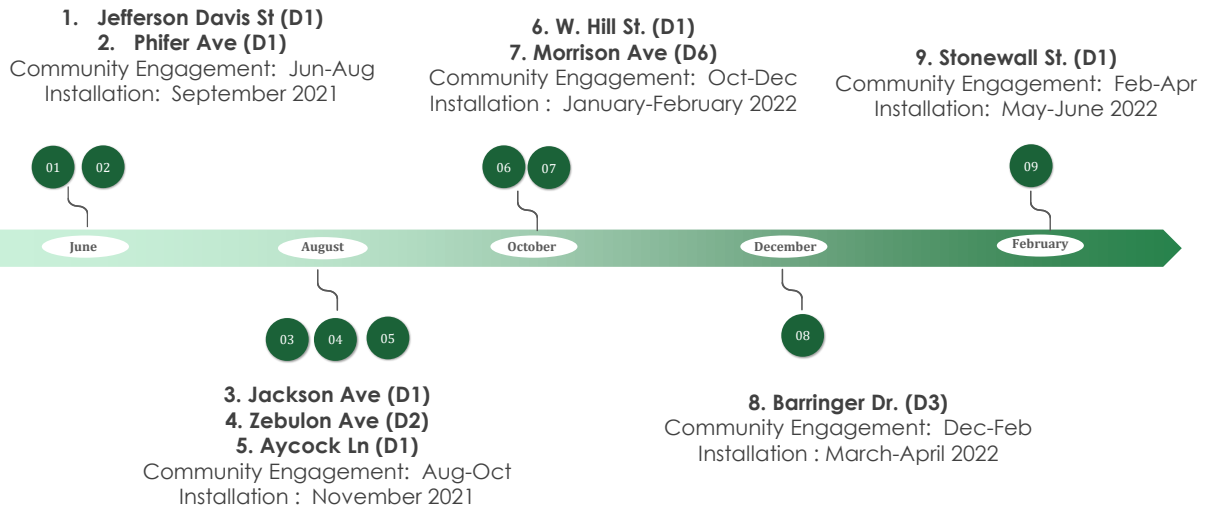 1. Jefferson Davis St (D1)
2. Phifer Ave (D1)
Community Engagement: Jun-Aug
Installation: September 2021
6. W. Hill St. (D1)
7. Morrison Ave (D6)
Community Engagement: Oct-Dec
Installation : January-February 2022
9. Stonewall St. (D1)
Community Engagement: Feb-Apr
Installation: May-June 2022
01
02
06
07
09
June
August
October
December
February
03
04
05
08
3. Jackson Ave (D1)
4. Zebulon Ave (D2)
5. Aycock Ln (D1)
Community Engagement: Aug-Oct
Installation : November 2021
8. Barringer Dr. (D3)
Community Engagement: Dec-Feb
Installation : March-April 2022